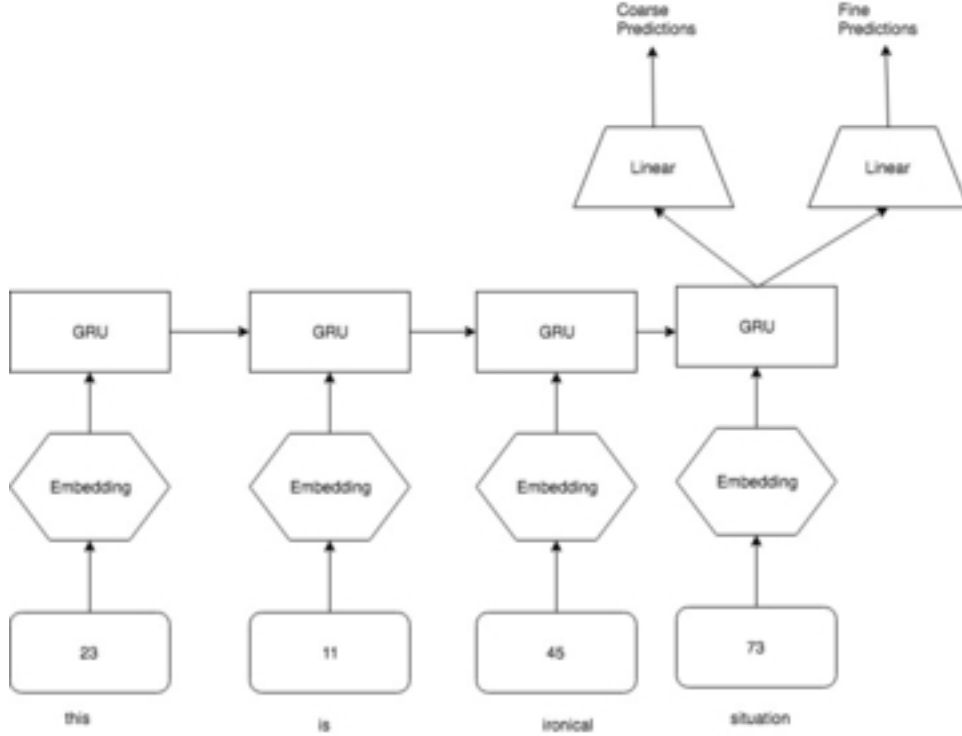 Coarse
Predictions
Fine
Predictions
Linear
Linear
GRU
GRU
GRU
GRU
Embedding
Embedding
Embedding
Embedding
23
11
45
73
this
is
ironical
situation